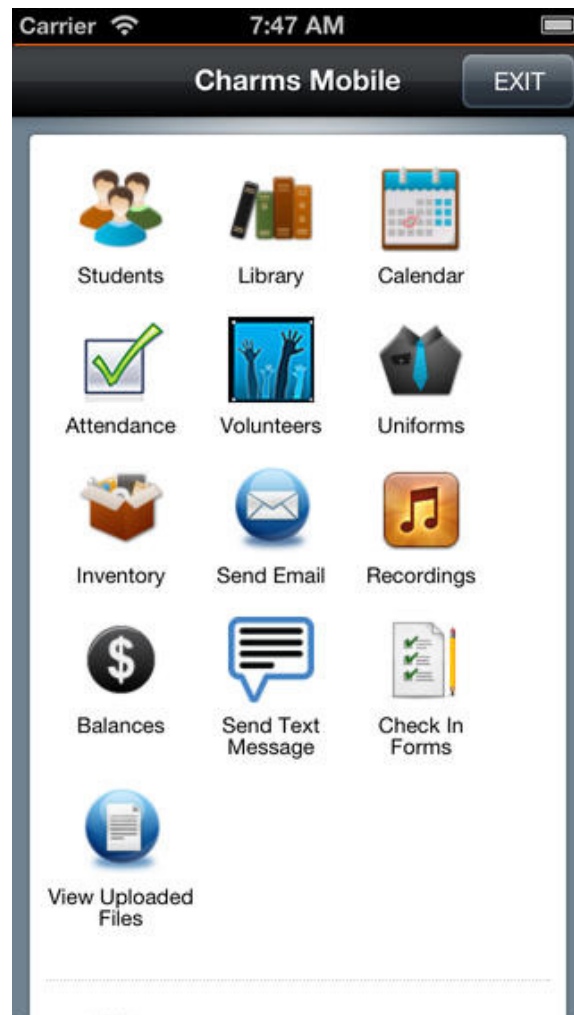 Carrier 7:47 AM
Charms Mobile EXIT
Students Library Calendar
Attendance Volunteers Uniforms
Inventory Send Email Recordings
Balances Send Text Check In
Message Forms
View Uploaded
Files